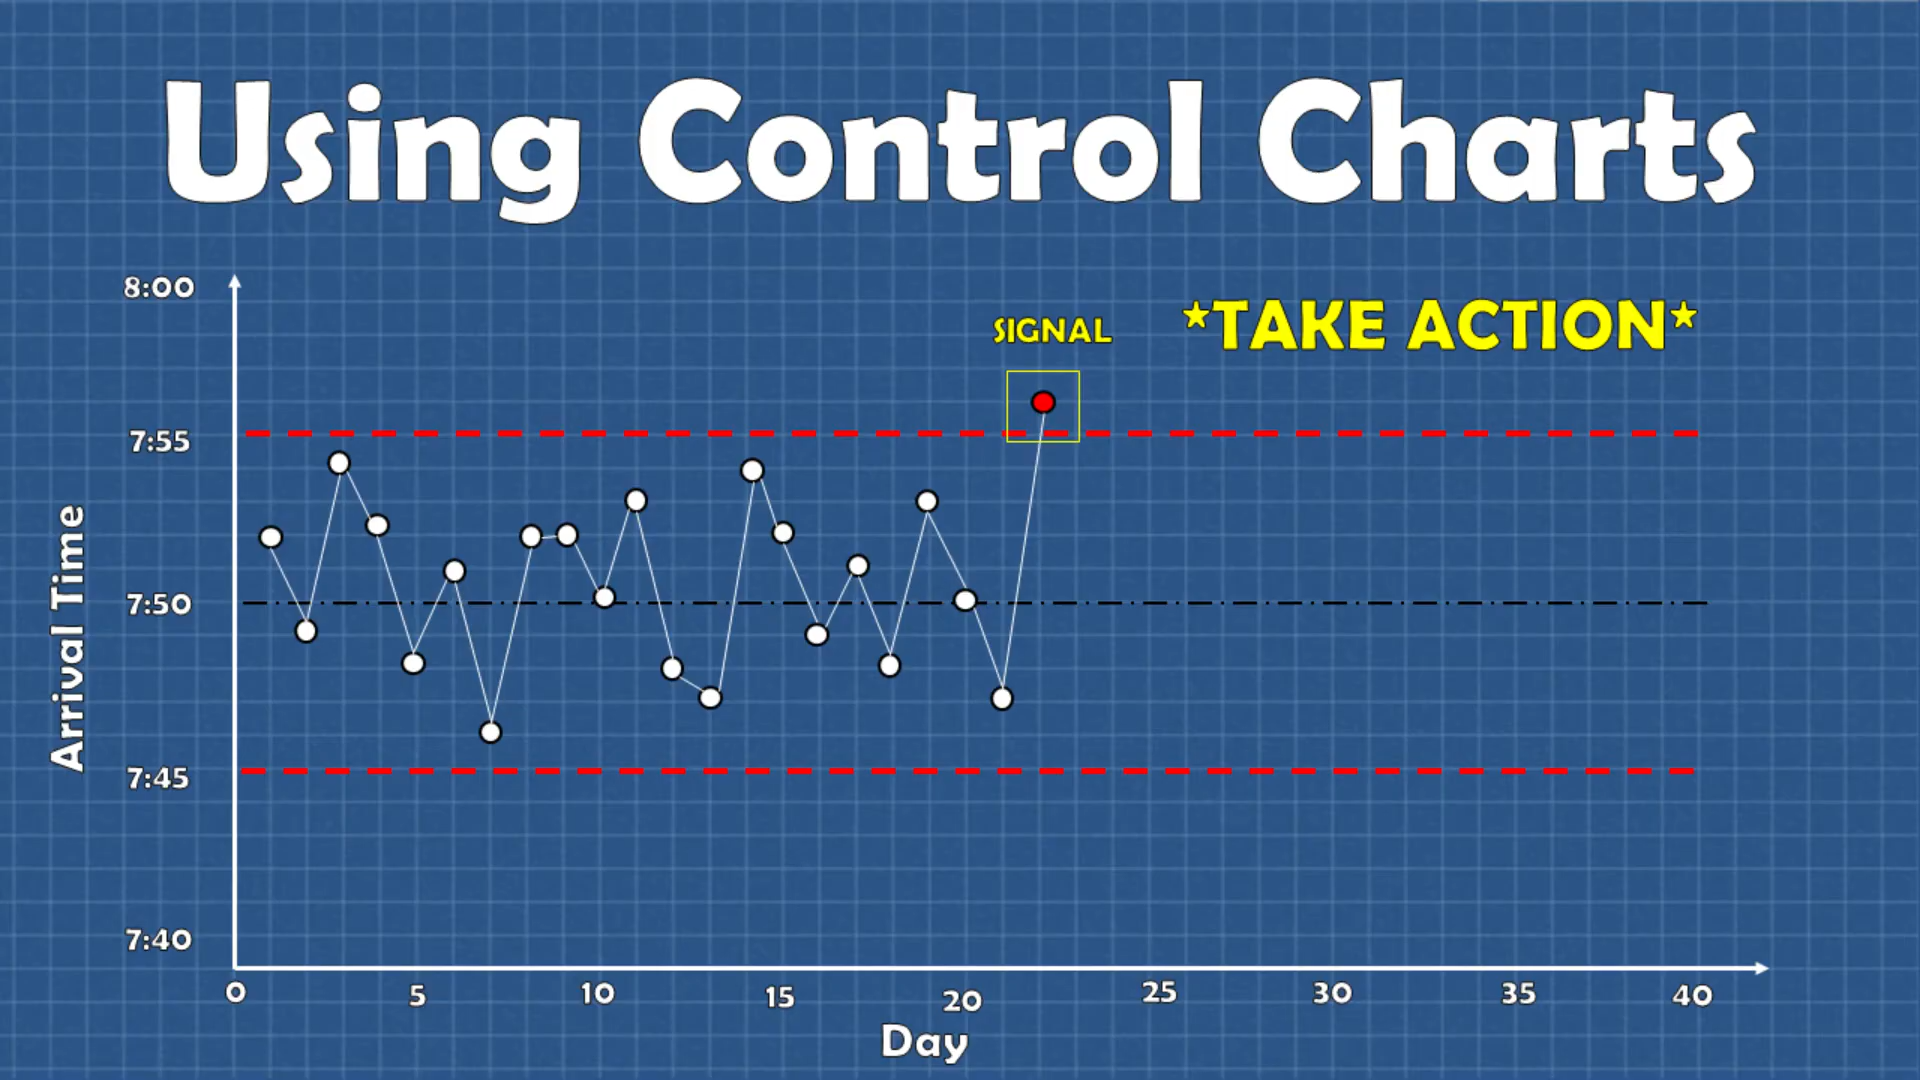 Using Control Charts
8:00
SIGNAL
*TAKE ACTION*
7:55
7:50
7:45
7:40
Arrival Time
0 5 10 15 20 25 30 35 40
Day